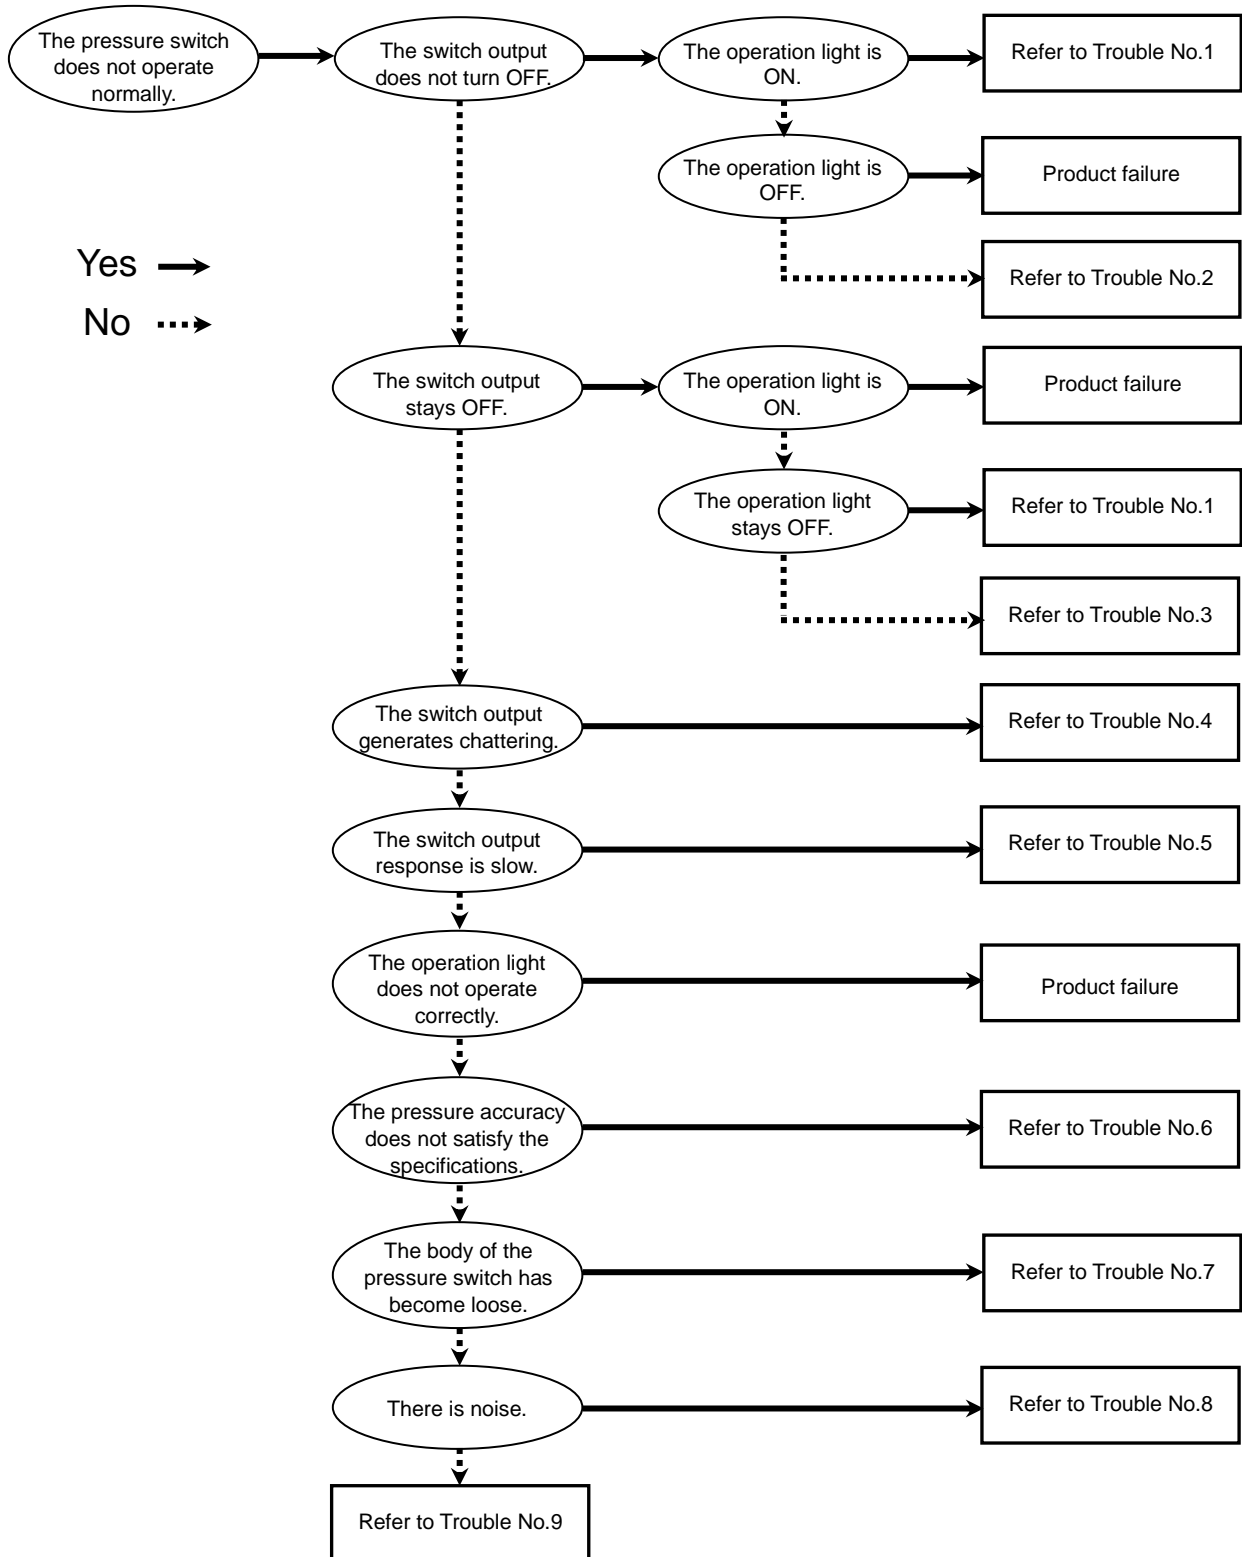 The pressure switch
does not operate
normally.
The switch output
does not turn OFF.
The operation light is
ON.
Refer to Trouble No.1
The operation light is
OFF.
Product failure
Yes
No
Refer to Trouble No.2
The switch output
stays OFF.
The operation light is
ON.
Product failure
The operation light
stays OFF.
Refer to Trouble No.1
Refer to Trouble No.3
The switch output
generates chattering.
Refer to Trouble No.4
The switch output
response is slow.
Refer to Trouble No.5
The operation light
does not operate
correctly.
Product failure
The pressure accuracy
does not satisfy the
specifications.
Refer to Trouble No.6
The body of the
pressure switch has
become loose.
Refer to Trouble No.7
There is noise.
Refer to Trouble No.8
Refer to Trouble No.9